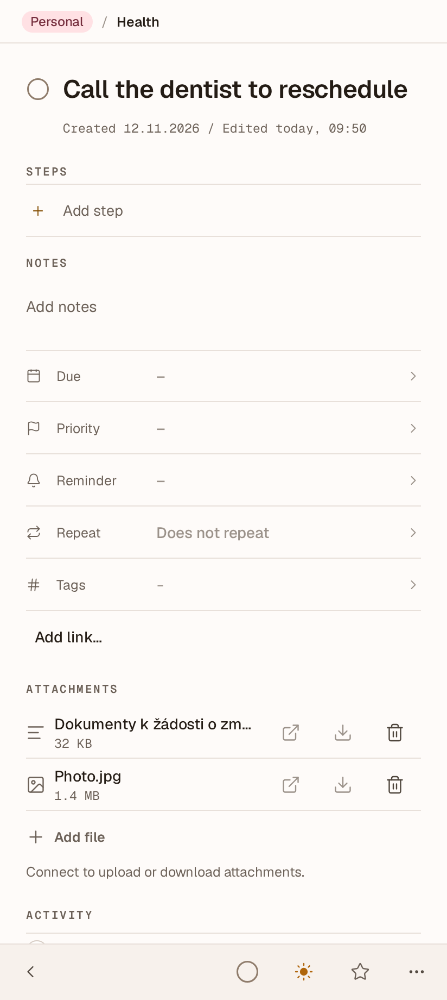 Personal / Health
Call the dentist to reschedule
Created 12.11.2026 / Edited today, 09:50
STEPS
+ Add step
NOTES
Add notes
Due –
Priority –
Reminder –
Repeat Does not repeat
Tags -
Add link...
ATTACHMENTS
Dokumenty k žádosti o zm...
32 KB
Photo.jpg
1.4 MB
+ Add file
Connect to upload or download attachments.
ACTIVITY